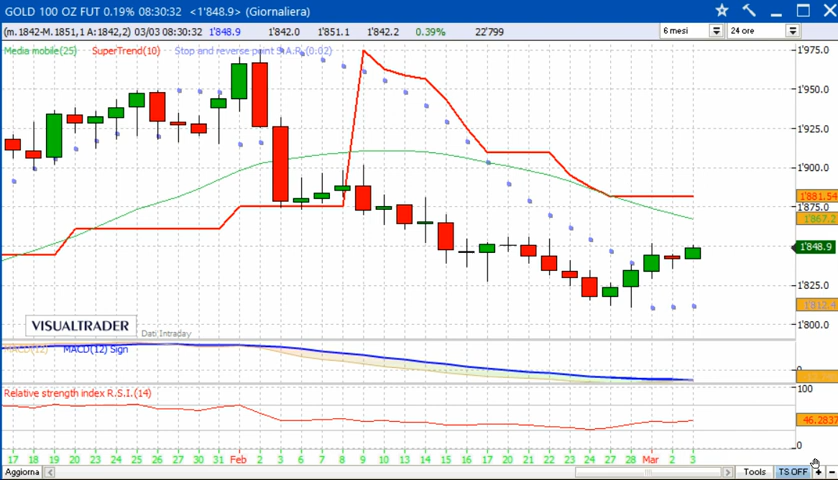 GOLD 100 OZ FUT 0.19% 08:30:32 <1'848.9> (Giornaliera)
(m.1842-M.1851,1 A:1842,2) 03/03 08:30:32 1'848.9 1'842.0 1'851.1 1'842.2 0.39% 22'799 6 mesi 24 ore
Media mobile(25) SuperTrend(10) Stop and reverse point S.A.R.(0.02)
1'975.0
1'950.0
1'925.0
1'900.0
1'881.54
1'875.0
1'867.2
1'848.9
1'825.0
1'812.4
1'800.0
VISUALTRADER
Dati Intraday
MACD(12) MACD(12) Sign
0
100
Relative strength index R.S.I.(14)
46.2837
0
17 18 19 20 23 24 25 26 27 30 31 Feb 2 3 6 7 8 9 10 13 14 15 16 17 20 21 22 23 24 27 28 Mar 2 3
Aggiorna Tools TS OFF + −